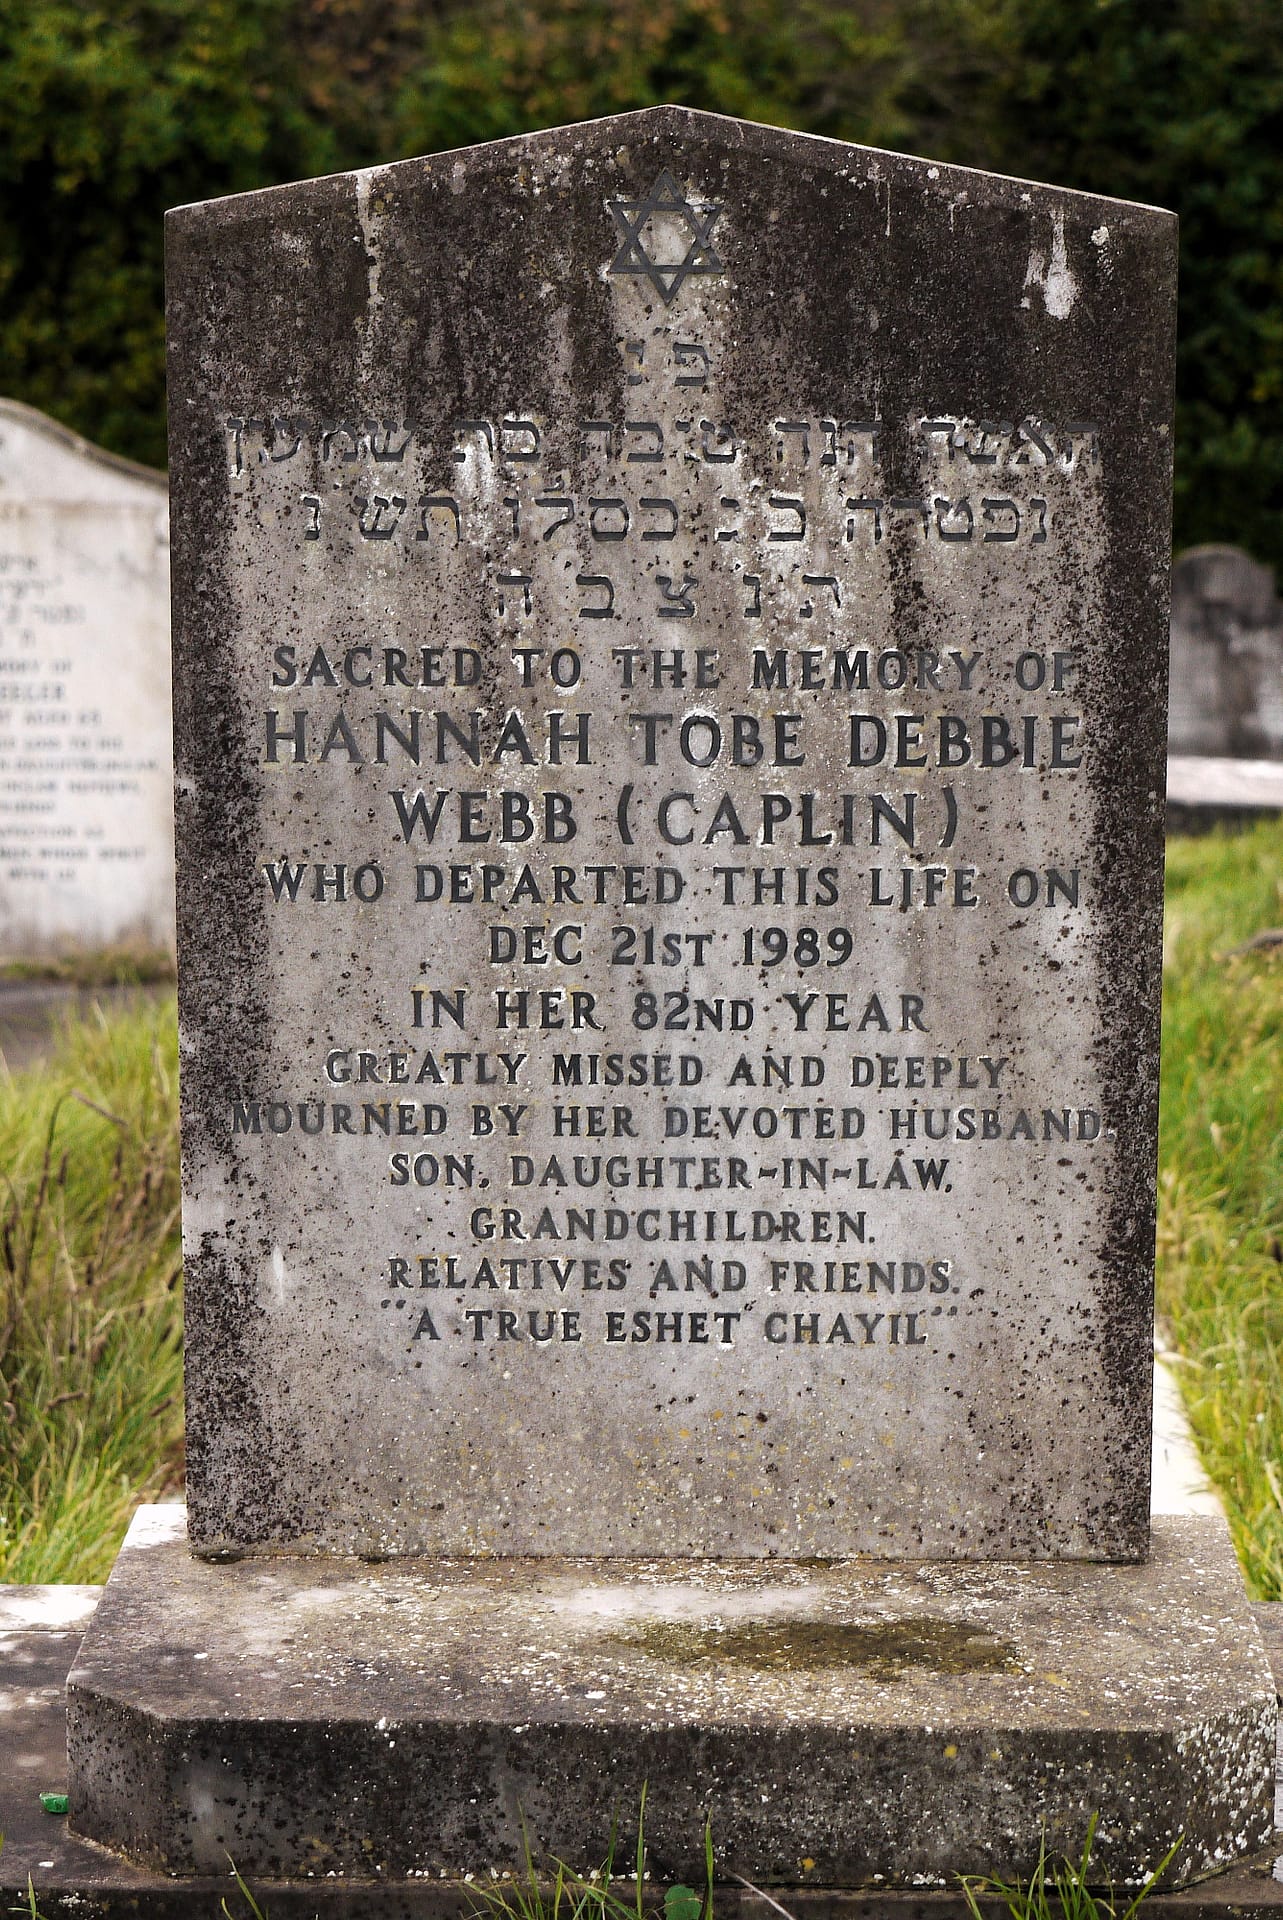 פ״נ
האשה חנה טיבה בת שמעון
נפטרה כ׳ג׳ כסלו תש׳נ
ת נ צ ב ה
SACRED TO THE MEMORY OF
HANNAH TOBE DEBBIE
WEBB (CAPLIN)
WHO DEPARTED THIS LIFE ON
DEC 21ST 1989
IN HER 82ND YEAR
GREATLY MISSED AND DEEPLY
MOURNED BY HER DEVOTED HUSBAND,
SON, DAUGHTER-IN-LAW,
GRANDCHILDREN.
RELATIVES AND FRIENDS.
"A TRUE ESHET CHAYIL"